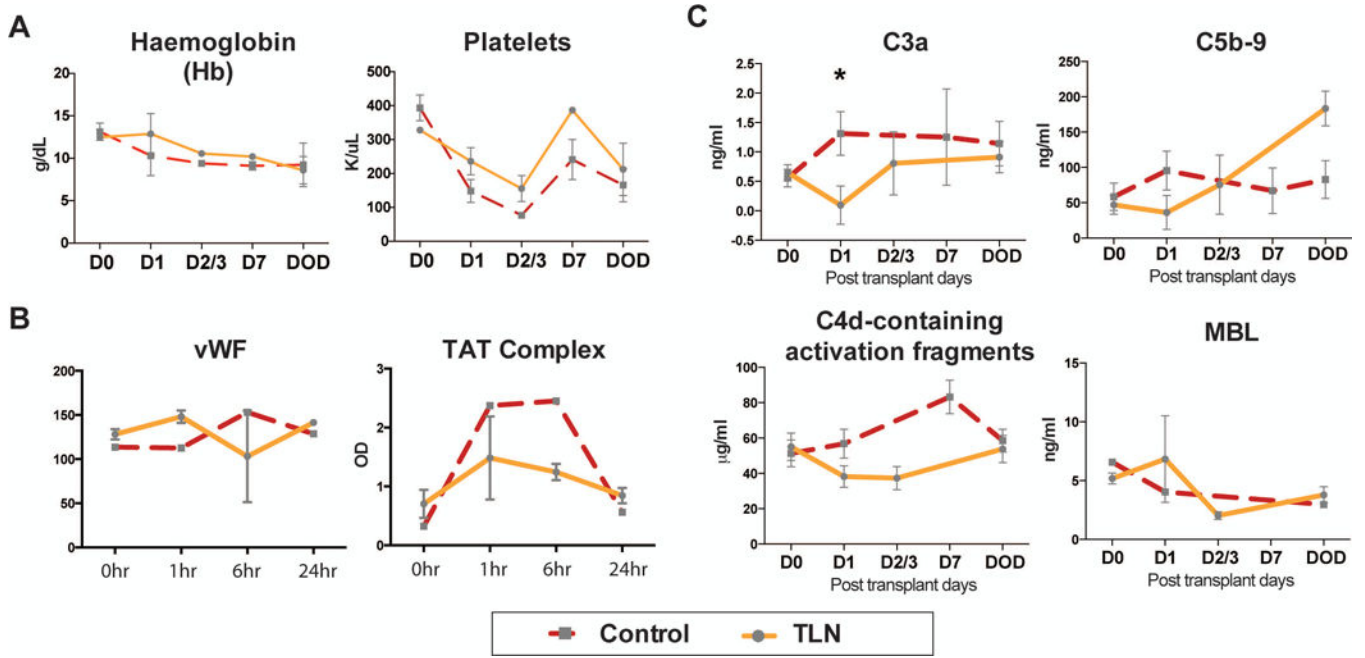 A
Haemoglobin
(Hb)
g/dL
20
15
10
5
0
D0 D1 D2/3 D7 DOD
Platelets
K/uL
500
400
300
200
100
0
D0 D1 D2/3 D7 DOD
B
vWF
200
150
100
50
0
0hr 1hr 6hr 24hr
TAT Complex
OD
3
2
1
0
0hr 1hr 6hr 24hr
C
C3a
ng/ml
2.5
2.0
1.5
1.0
0.5
0.0
-0.5
*
D0 D1 D2/3 D7 DOD
Post transplant days
C5b-9
ng/ml
250
200
150
100
50
0
D0 D1 D2/3 D7 DOD
Post transplant days
C4d-containing
activation fragments
µg/ml
100
80
60
40
20
0
D0 D1 D2/3 D7 DOD
Post transplant days
MBL
ng/ml
15
10
5
0
D0 D1 D2/3 D7 DOD
Post transplant days
Control TLN